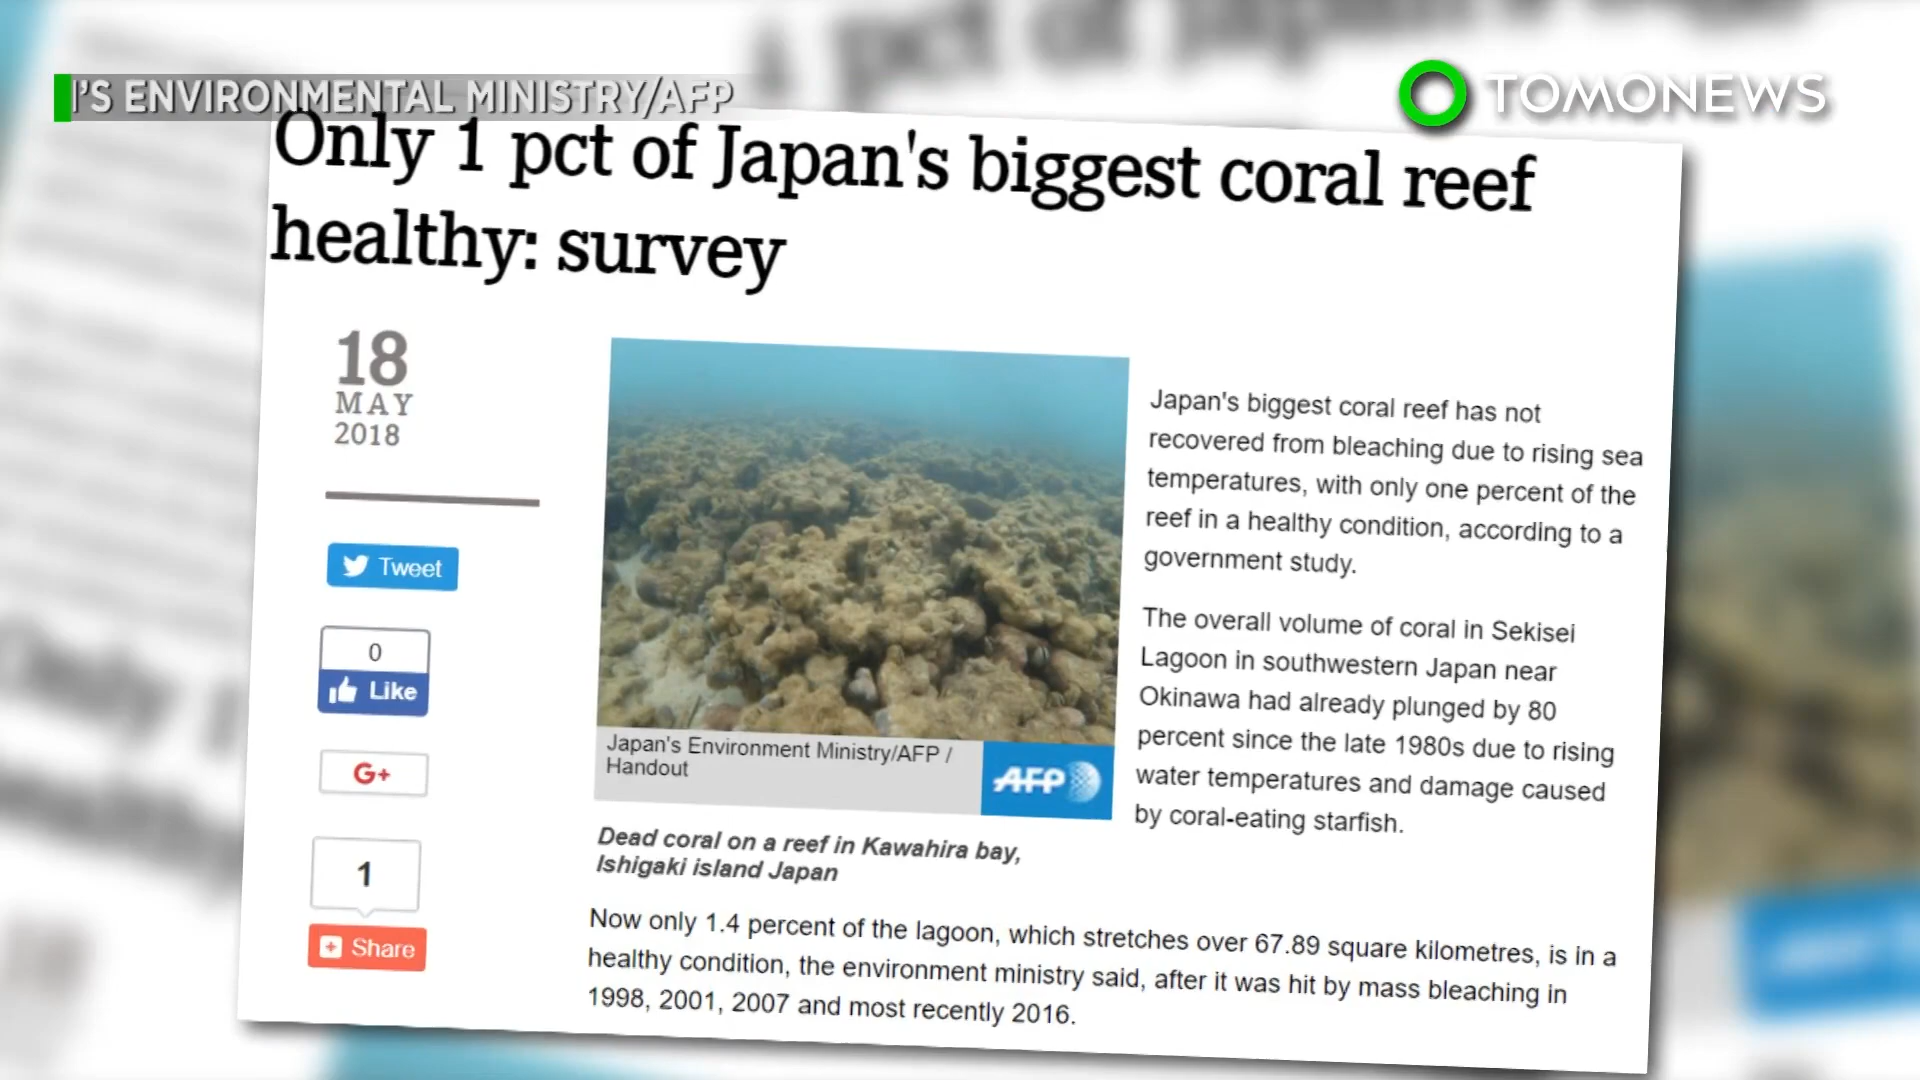 'S ENVIRONMENTAL MINISTRY/AFP
TOMONEWS
Only 1 pct of Japan's biggest coral reef
healthy: survey
18
MAY
2018
Tweet
0
Like
G+
1
Share
Japan's Environment Ministry/AFP /
Handout
AFP
Dead coral on a reef in Kawahira bay,
Ishigaki island Japan
Japan's biggest coral reef has not
recovered from bleaching due to rising sea
temperatures, with only one percent of the
reef in a healthy condition, according to a
government study.
The overall volume of coral in Sekisei
Lagoon in southwestern Japan near
Okinawa had already plunged by 80
percent since the late 1980s due to rising
water temperatures and damage caused
by coral-eating starfish.
Now only 1.4 percent of the lagoon, which stretches over 67.89 square kilometres, is in a
healthy condition, the environment ministry said, after it was hit by mass bleaching in
1998, 2001, 2007 and most recently 2016.